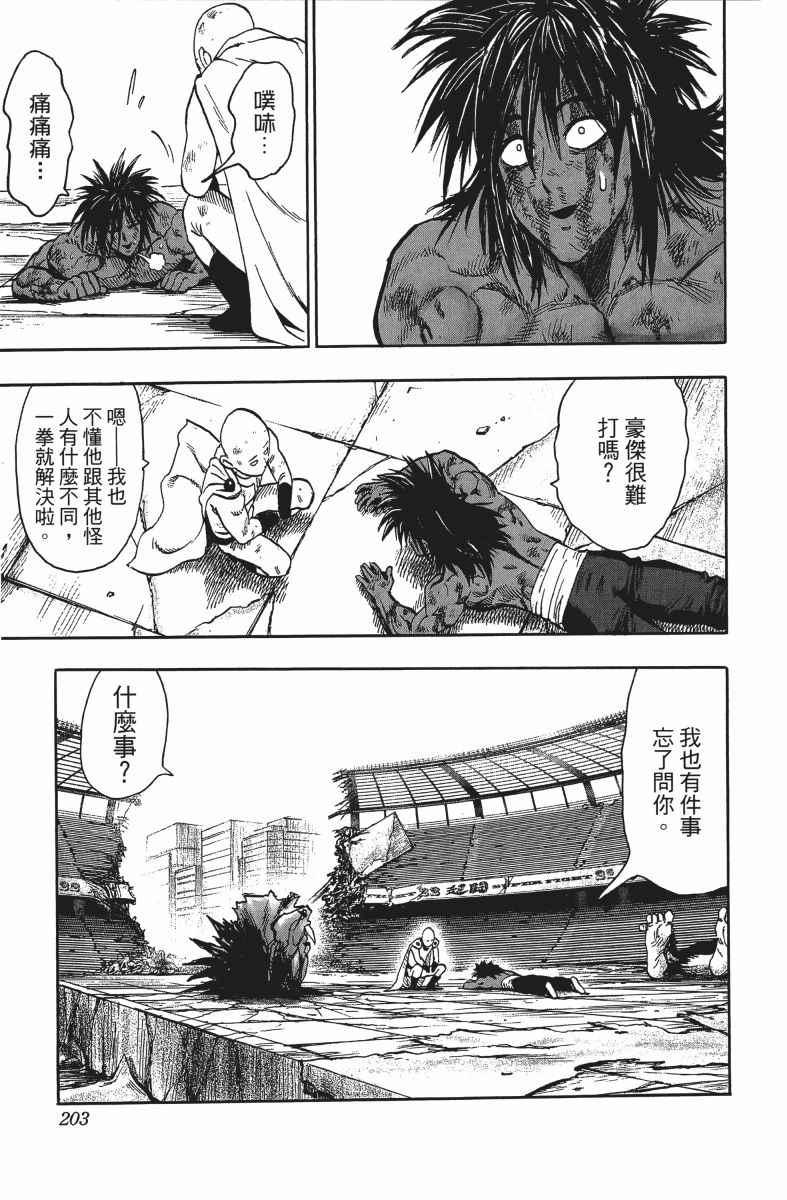 噗哧…
痛痛痛…
豪傑很難
打嗎？
嗯——我也
不懂他跟其他怪
人有什麼不同，
一拳就解決啦。
我也有件事
忘了問你。
什麼事？
SUPER FIGHT
203